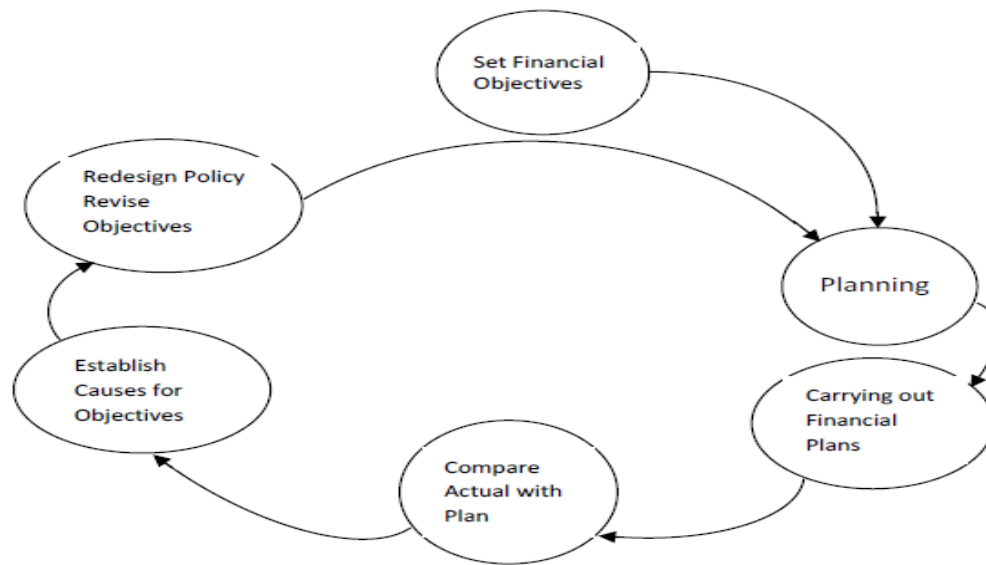 Set Financial
Objectives
Redesign Policy
Revise
Objectives
Planning
Establish
Causes for
Objectives
Carrying out
Financial
Plans
Compare
Actual with
Plan